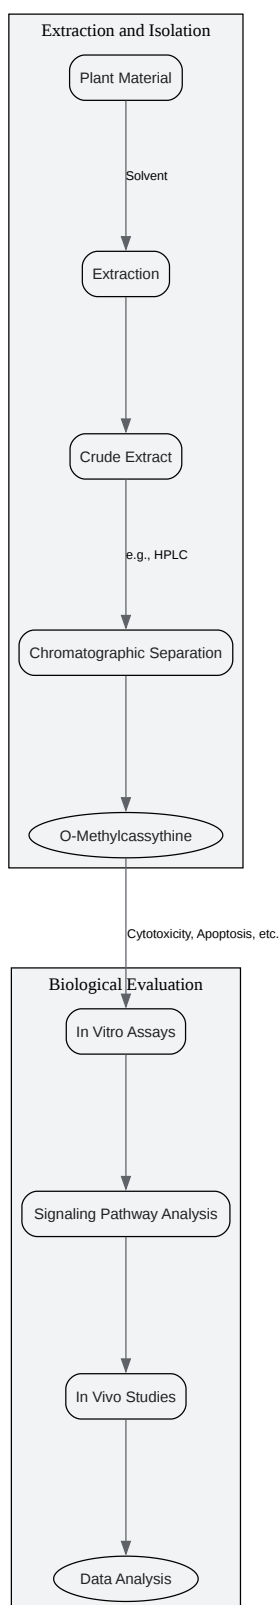 Extraction and Isolation
Plant Material
Solvent
Extraction
Crude Extract
e.g., HPLC
Chromatographic Separation
O-Methylcassythine
Cytotoxicity, Apoptosis, etc.
Biological Evaluation
In Vitro Assays
Signaling Pathway Analysis
In Vivo Studies
Data Analysis